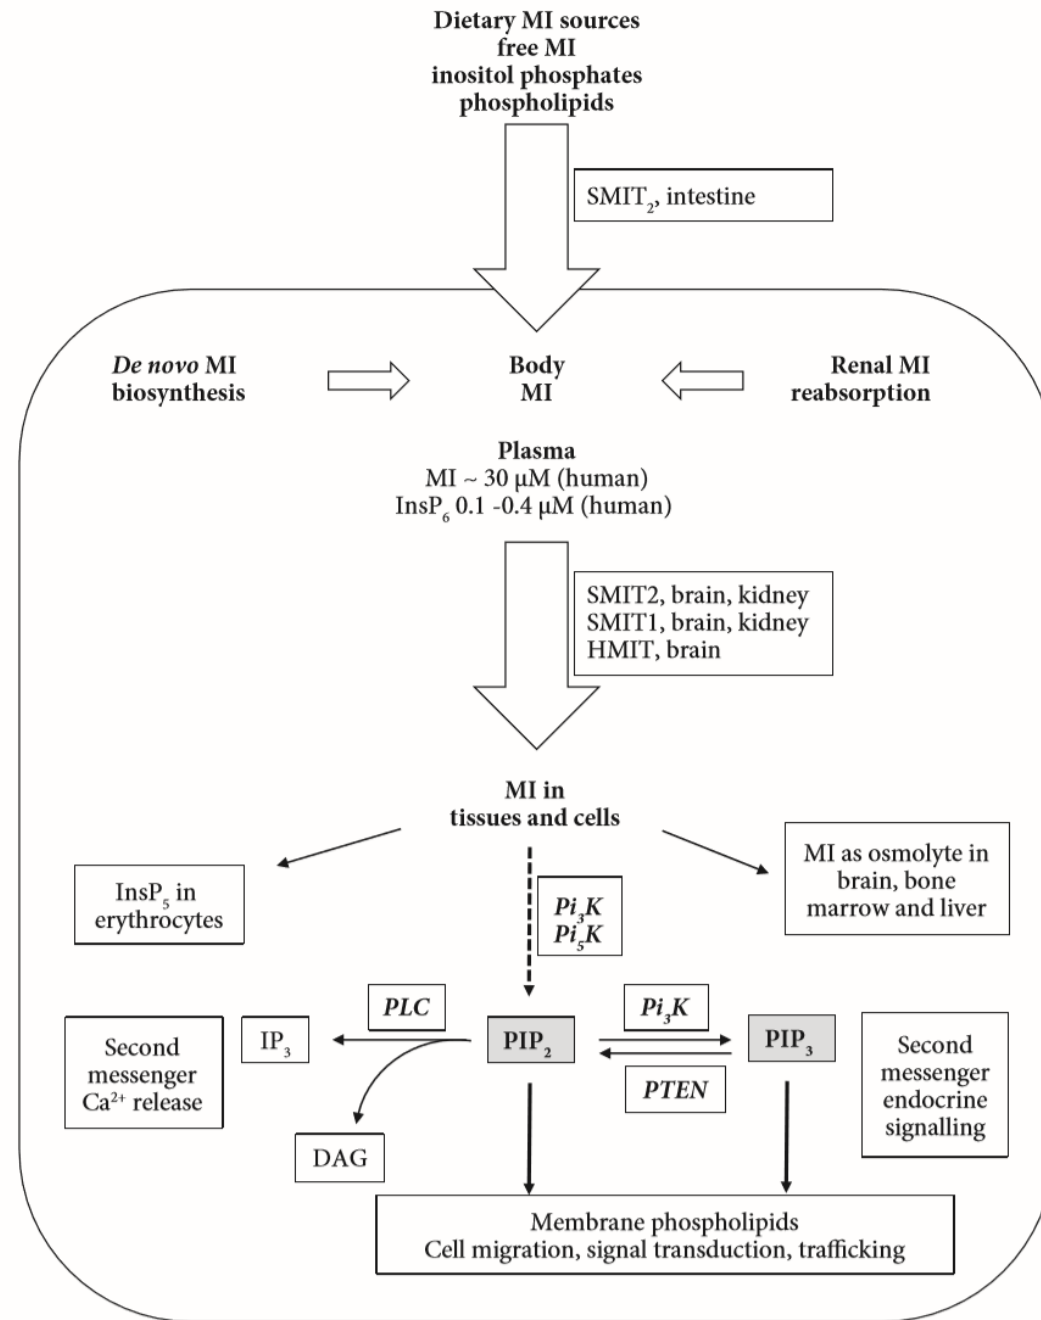 Dietary MI sources
free MI
inositol phosphates
phospholipids
SMIT₂, intestine
De novo MI
biosynthesis
Body
MI
Renal MI
reabsorption
Plasma
MI ~ 30 μM (human)
InsP₆ 0.1 -0.4 μM (human)
SMIT2, brain, kidney
SMIT1, brain, kidney
HMIT, brain
MI in
tissues and cells
InsP₅ in
erythrocytes
Pi₃K
Pi₅K
MI as osmolyte in
brain, bone
marrow and liver
Second
messenger
Ca²⁺ release
IP₃
PLC
DAG
PIP₂
Pi₃K
PTEN
PIP₃
Second
messenger
endocrine
signalling
Membrane phospholipids
Cell migration, signal transduction, trafficking